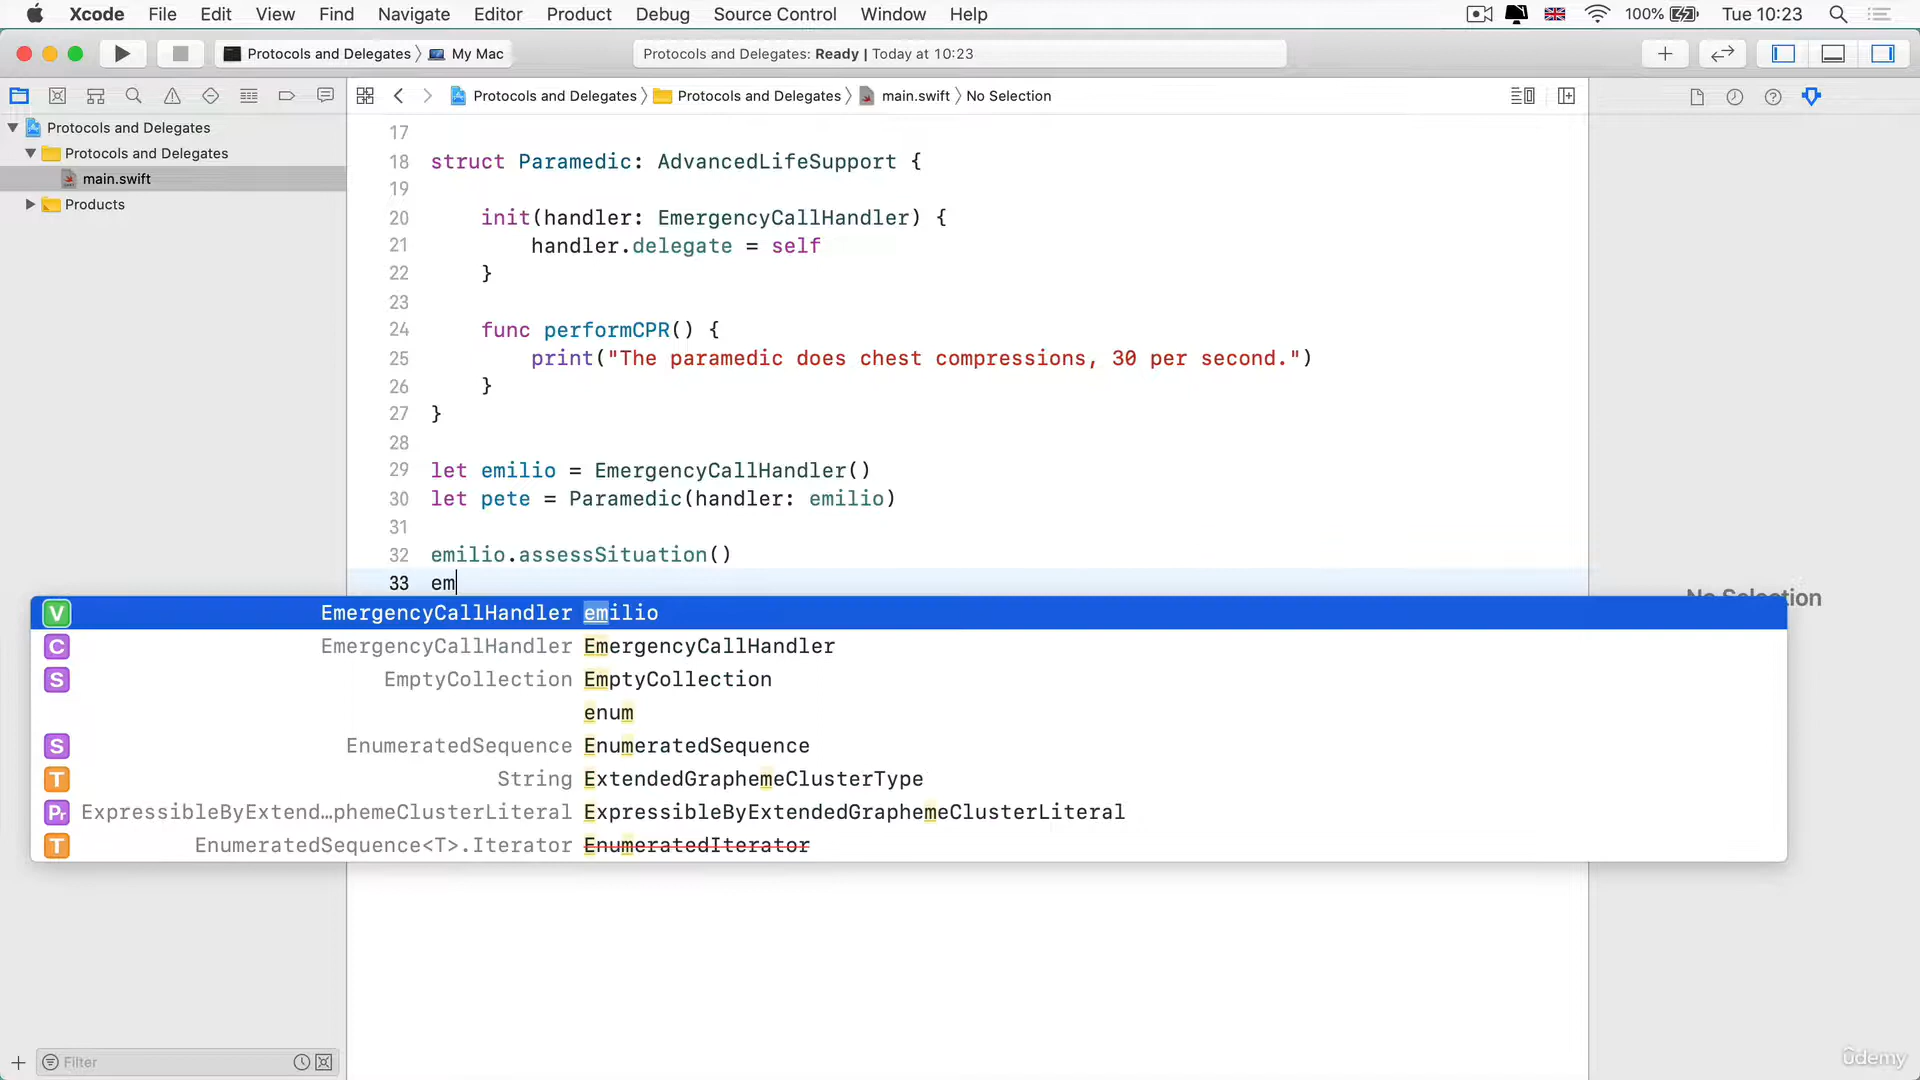 Xcode File Edit View Find Navigate Editor Product Debug Source Control Window Help 100% Tue 10:23
Protocols and Delegates 〉 My Mac
Protocols and Delegates: Ready | Today at 10:23
Protocols and Delegates 〉 Protocols and Delegates 〉 main.swift 〉 No Selection
Protocols and Delegates
Protocols and Delegates
main.swift
Products
17
18 struct Paramedic: AdvancedLifeSupport {
19
20 init(handler: EmergencyCallHandler) {
21 handler.delegate = self
22 }
23
24 func performCPR() {
25 print("The paramedic does chest compressions, 30 per second.")
26 }
27 }
28
29 let emilio = EmergencyCallHandler()
30 let pete = Paramedic(handler: emilio)
31
32 emilio.assessSituation()
33 em
No Selection
V EmergencyCallHandler emilio
C EmergencyCallHandler EmergencyCallHandler
S EmptyCollection EmptyCollection
enum
S EnumeratedSequence EnumeratedSequence
T String ExtendedGraphemeClusterType
Pr ExpressibleByExtend…phemeClusterLiteral ExpressibleByExtendedGraphemeClusterLiteral
T EnumeratedSequence<T>.Iterator EnumeratedIterator
Filter
ûdemy